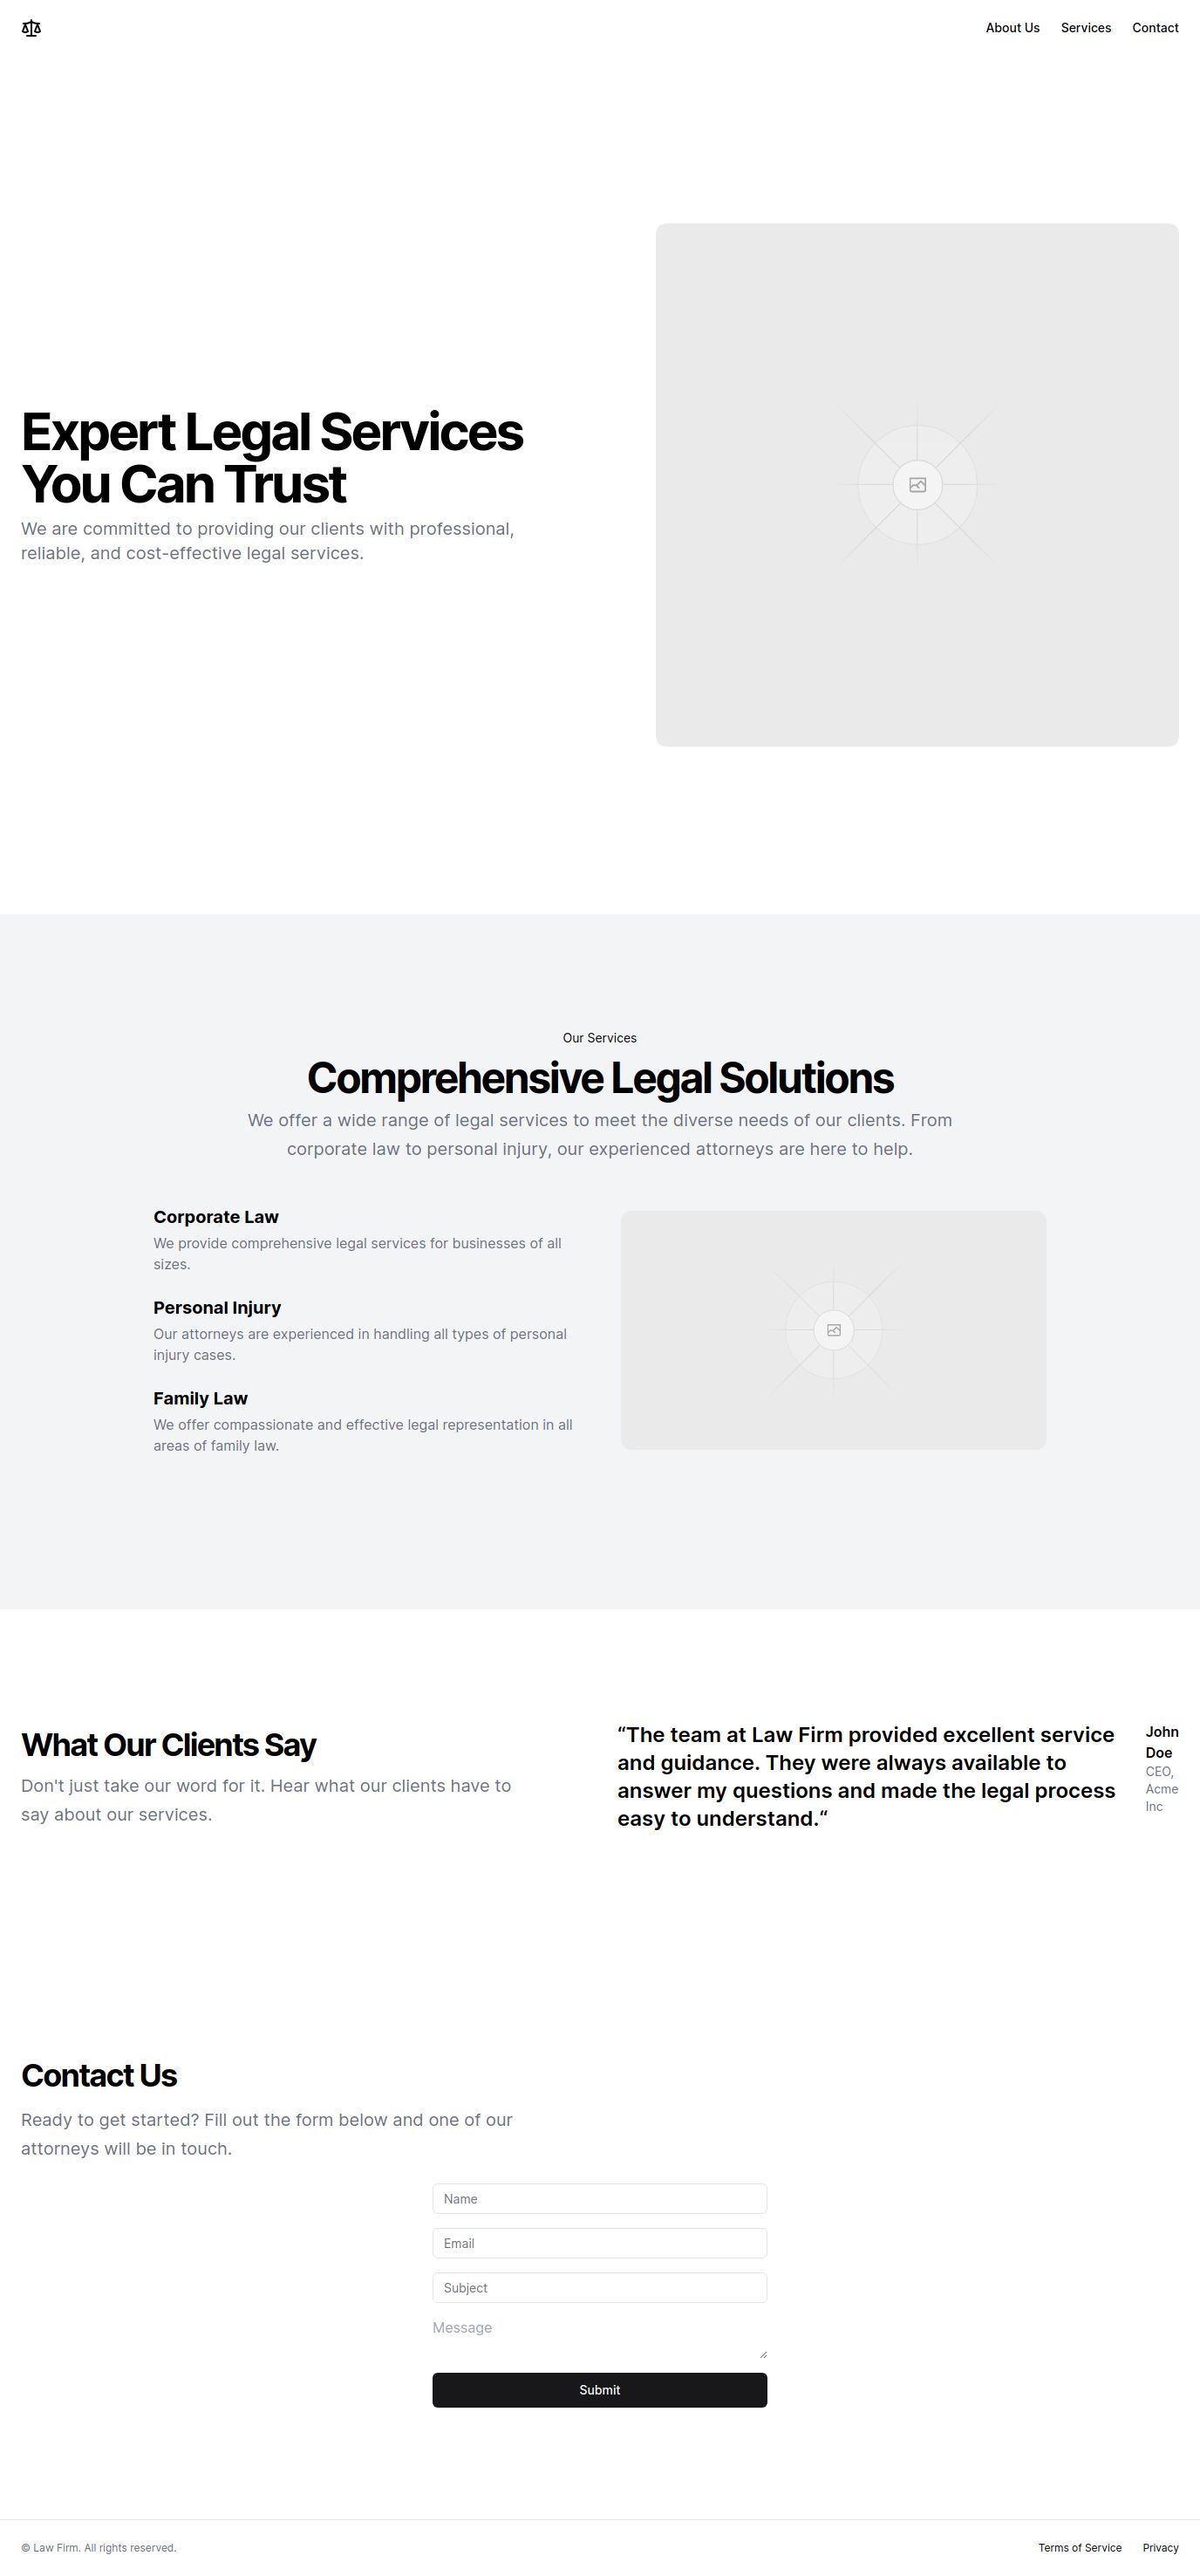 About Us Services Contact
Expert Legal Services
You Can Trust
We are committed to providing our clients with professional,
reliable, and cost-effective legal services.
Our Services
Comprehensive Legal Solutions
We offer a wide range of legal services to meet the diverse needs of our clients. From
corporate law to personal injury, our experienced attorneys are here to help.
Corporate Law
We provide comprehensive legal services for businesses of all
sizes.
Personal Injury
Our attorneys are experienced in handling all types of personal
injury cases.
Family Law
We offer compassionate and effective legal representation in all
areas of family law.
What Our Clients Say
Don't just take our word for it. Hear what our clients have to
say about our services.
“The team at Law Firm provided excellent service
and guidance. They were always available to
answer my questions and made the legal process
easy to understand.“
John
Doe
CEO,
Acme
Inc
Contact Us
Ready to get started? Fill out the form below and one of our
attorneys will be in touch.
Name
Email
Subject
Message
Submit
© Law Firm. All rights reserved.
Terms of Service Privacy